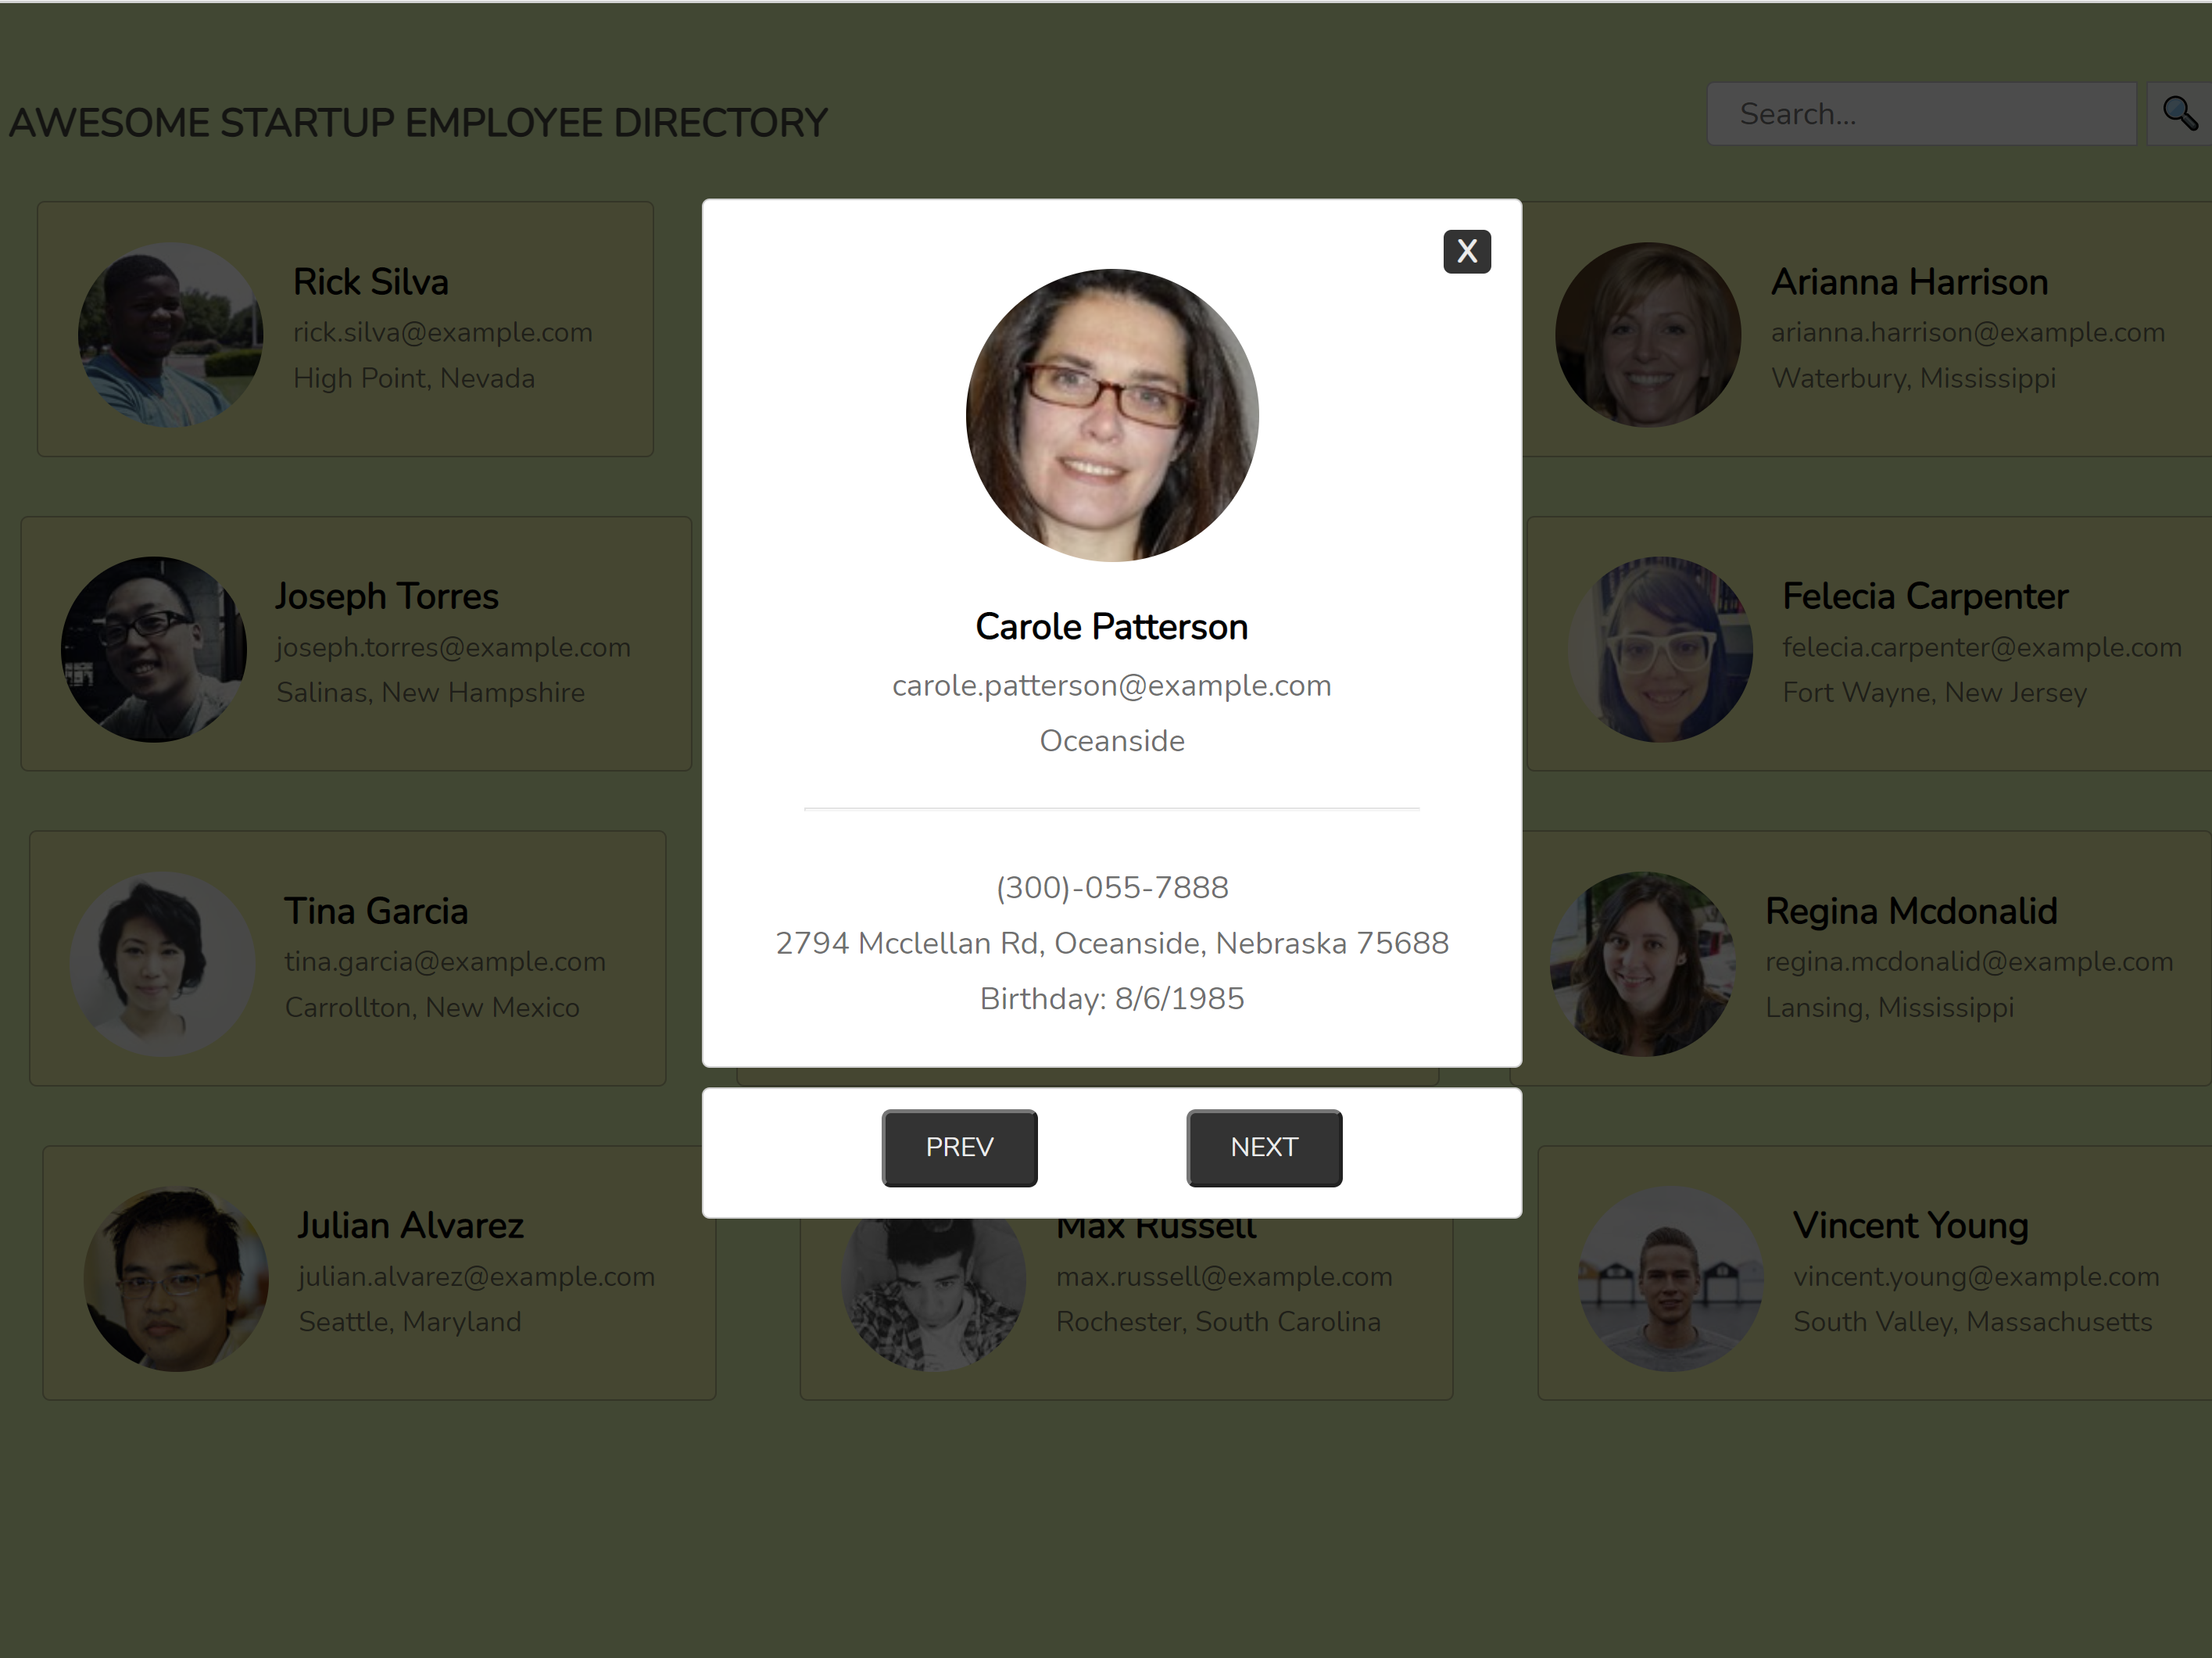 AWESOME STARTUP EMPLOYEE DIRECTORY
Search...
X
Rick Silva
rick.silva@example.com
High Point, Nevada
Arianna Harrison
arianna.harrison@example.com
Waterbury, Mississippi
Joseph Torres
joseph.torres@example.com
Salinas, New Hampshire
Carole Patterson
carole.patterson@example.com
Oceanside
(300)-055-7888
2794 Mcclellan Rd, Oceanside, Nebraska 75688
Birthday: 8/6/1985
PREV
NEXT
Felecia Carpenter
felecia.carpenter@example.com
Fort Wayne, New Jersey
Tina Garcia
tina.garcia@example.com
Carrollton, New Mexico
Regina Mcdonalid
regina.mcdonalid@example.com
Lansing, Mississippi
Julian Alvarez
julian.alvarez@example.com
Seattle, Maryland
Max Russell
max.russell@example.com
Rochester, South Carolina
Vincent Young
vincent.young@example.com
South Valley, Massachusetts